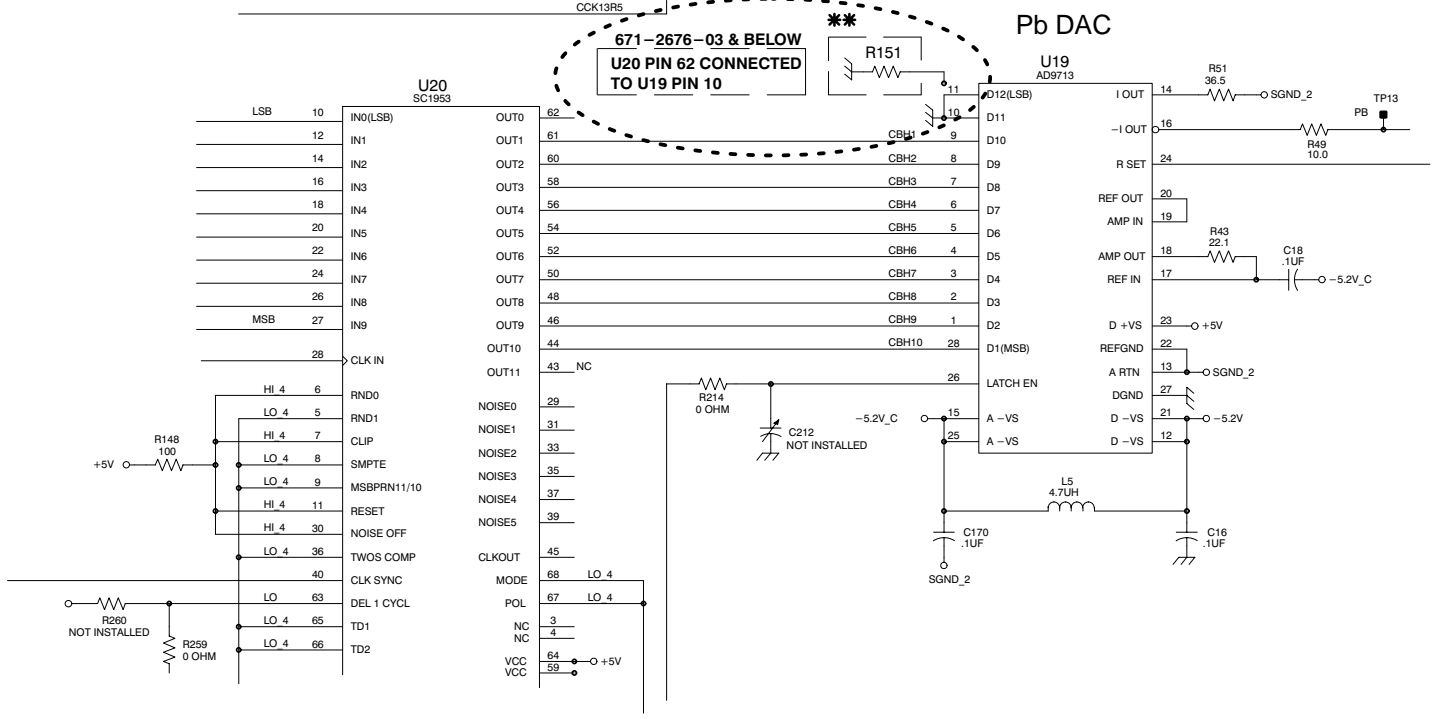 CCK13R5
**
Pb DAC
671-2676-03 & BELOW
U20 PIN 62 CONNECTED
TO U19 PIN 10
R151
U20
SC1953
LSB 10 IN0(LSB)
12 IN1
14 IN2
16 IN3
18 IN4
20 IN5
22 IN6
24 IN7
26 IN8
MSB 27 IN9
28 CLK IN
HI_4 6 RND0
LO_4 5 RND1
HI_4 7 CLIP
LO_4 8 SMPTE
LO_4 9 MSBPRN11/10
HI_4 11 RESET
HI_4 30 NOISE OFF
LO_4 36 TWOS COMP
40 CLK SYNC
LO 63 DEL 1 CYCL
LO_4 65 TD1
LO_4 66 TD2
R148
100
+5V
R260
NOT INSTALLED
R259
0 OHM
OUT0 62
OUT1 61
OUT2 60
OUT3 58
OUT4 56
OUT5 54
OUT6 52
OUT7 50
OUT8 48
OUT9 46
OUT10 44
OUT11 43 NC
NOISE0 29
NOISE1 31
NOISE2 33
NOISE3 35
NOISE4 37
NOISE5 39
CLKOUT 45
MODE 68 LO_4
POL 67 LO_4
NC 3
NC 4
VCC 64 +5V
VCC 59
R214
0 OHM
C212
NOT INSTALLED
U19
AD9713
11 D12(LSB)
10 D11
CBH1 9 D10
CBH2 8 D9
CBH3 7 D8
CBH4 6 D7
CBH5 5 D6
CBH6 4 D5
CBH7 3 D4
CBH8 2 D3
CBH9 1 D2
CBH10 28 D1(MSB)
26 LATCH EN
-5.2V_C 15 A -VS
25 A -VS
I OUT 14
R51
36.5
SGND_2
-I OUT 16
R49
10.0
PB TP13
R SET 24
REF OUT 20
AMP IN 19
AMP OUT 18
R43
22.1
REF IN 17
C18
.1UF
-5.2V_C
D +VS 23 +5V
REFGND 22
A RTN 13 SGND_2
DGND 27
D -VS 21 -5.2V
D -VS 12
L5
4.7UH
C170
.1UF
SGND_2
C16
.1UF